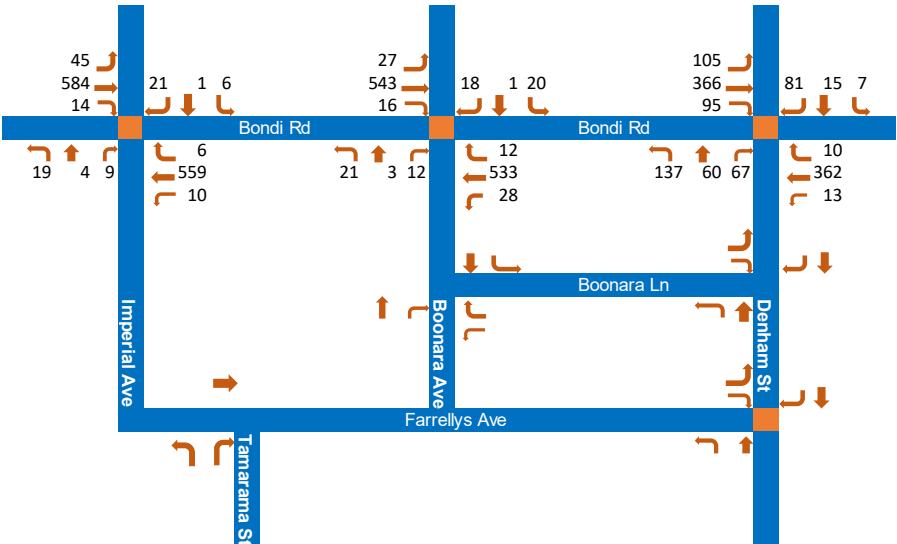 45 27 105
584 543 366
14 16 95
21 1 6 18 1 20 81 15 7
Bondi Rd Bondi Rd
19 4 9 21 3 12 137 60 67
6 12 10
559 533 362
10 28 13
Boonara Ln
Imperial Ave
Boonara Ave
Denham St
Farrellys Ave
Tamarama St